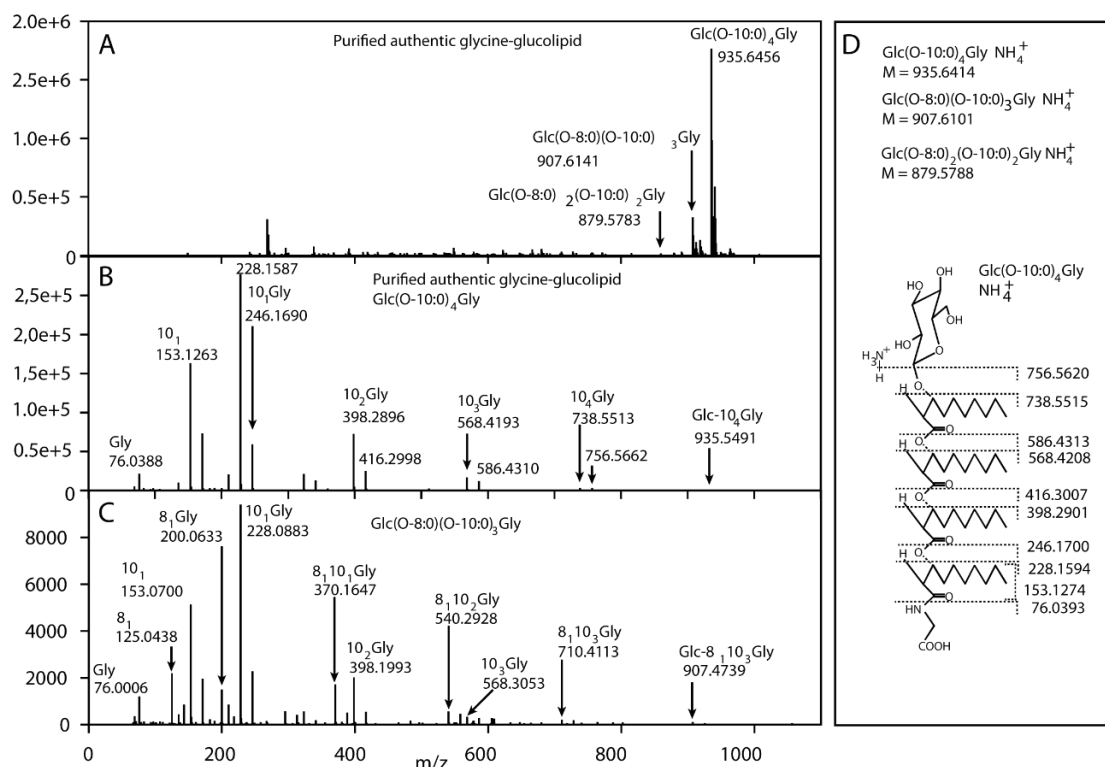 A
Purified authentic glycine-glucolipid
Glc(O-10:0)4Gly
935.6456
Glc(O-8:0)(O-10:0) 3Gly
907.6141
Glc(O-8:0) 2(O-10:0) 2Gly
879.5783
2.0e+6
2.5e+6
1.0e+6
0.5e+5
0
B
Purified authentic glycine-glucolipid
Glc(O-10:0)4Gly
228.1587
101Gly
246.1690
101
153.1263
Gly
76.0388
102Gly
398.2896
416.2998
103Gly
568.4193
586.4310
104Gly
738.5513
756.5662
Glc-104Gly
935.5491
2,5e+5
2,0e+5
1.5e+5
1.0e+5
0.5e+5
0
C
Glc(O-8:0)(O-10:0)3Gly
101Gly
228.0883
81Gly
200.0633
101
153.0700
81
125.0438
Gly
76.0006
81101Gly
370.1647
102Gly
398.1993
81102Gly
540.2928
103Gly
568.3053
81103Gly
710.4113
Glc-8 1103Gly
907.4739
8000
6000
4000
2000
0
0 200 400 600 800 1000
m/z
D
Glc(O-10:0)4Gly NH4+
M = 935.6414
Glc(O-8:0)(O-10:0)3Gly NH4+
M = 907.6101
Glc(O-8:0)2(O-10:0)2Gly NH4+
M = 879.5788
Glc(O-10:0)4Gly
NH4+
OH
HO
HO
OH
HO
O
H3N+
H
O
756.5620
H
738.5515
O
O
586.4313
H
568.4208
O
O
416.3007
H
398.2901
O
O
246.1700
H
228.1594
153.1274
O
76.0393
HN
COOH